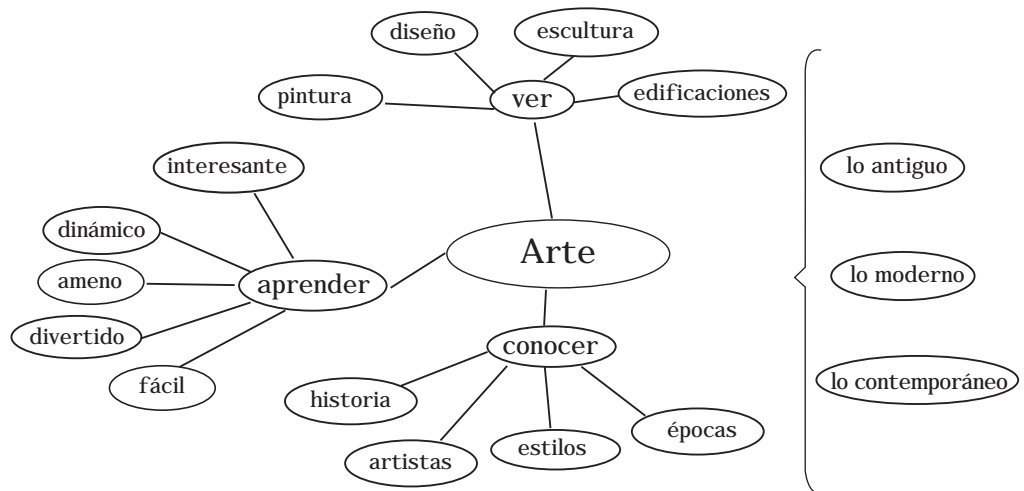 diseño
escultura
pintura
ver
edificaciones
interesante
dinámico
ameno
aprender
divertido
fácil
Arte
conocer
historia
artistas
estilos
épocas
lo antiguo
lo moderno
lo contemporáneo